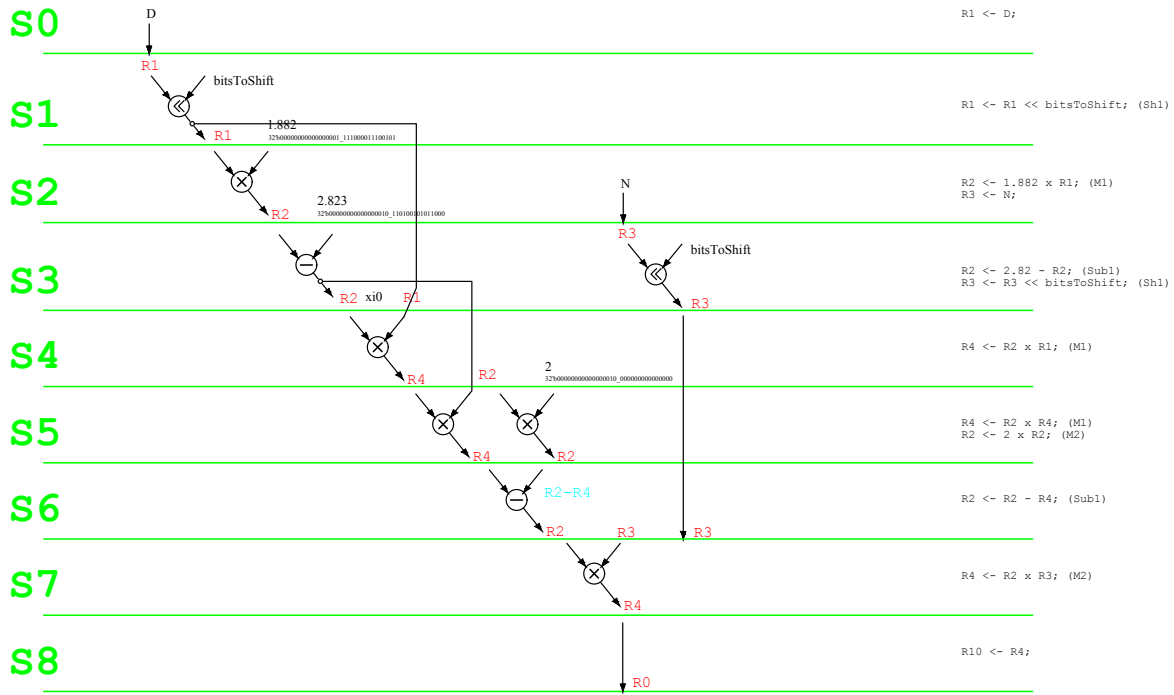 S0
D
R1 <- D;
R1
bitsToShift
S1
R1 <- R1 << bitsToShift; (Sh1)
1.882
R1
32'b00000000000000001_111000011100101
S2
N
R2 <- 1.882 x R1; (M1)
R3 <- N;
2.823
R2
32'b00000000000000010_110100101011000
R3
bitsToShift
S3
R2 <- 2.82 - R2; (Sub1)
R3 <- R3 << bitsToShift; (Sh1)
R2 xi0 R1
R3
S4
R4 <- R2 x R1; (M1)
2
R4 R2
32'b00000000000000010_000000000000000
S5
R4 <- R2 x R4; (M1)
R2 <- 2 x R2; (M2)
R4 R2
S6
R2-R4
R2 <- R2 - R4; (Sub1)
R2 R3 R3
S7
R4 <- R2 x R3; (M2)
R4
S8
R10 <- R4;
R0